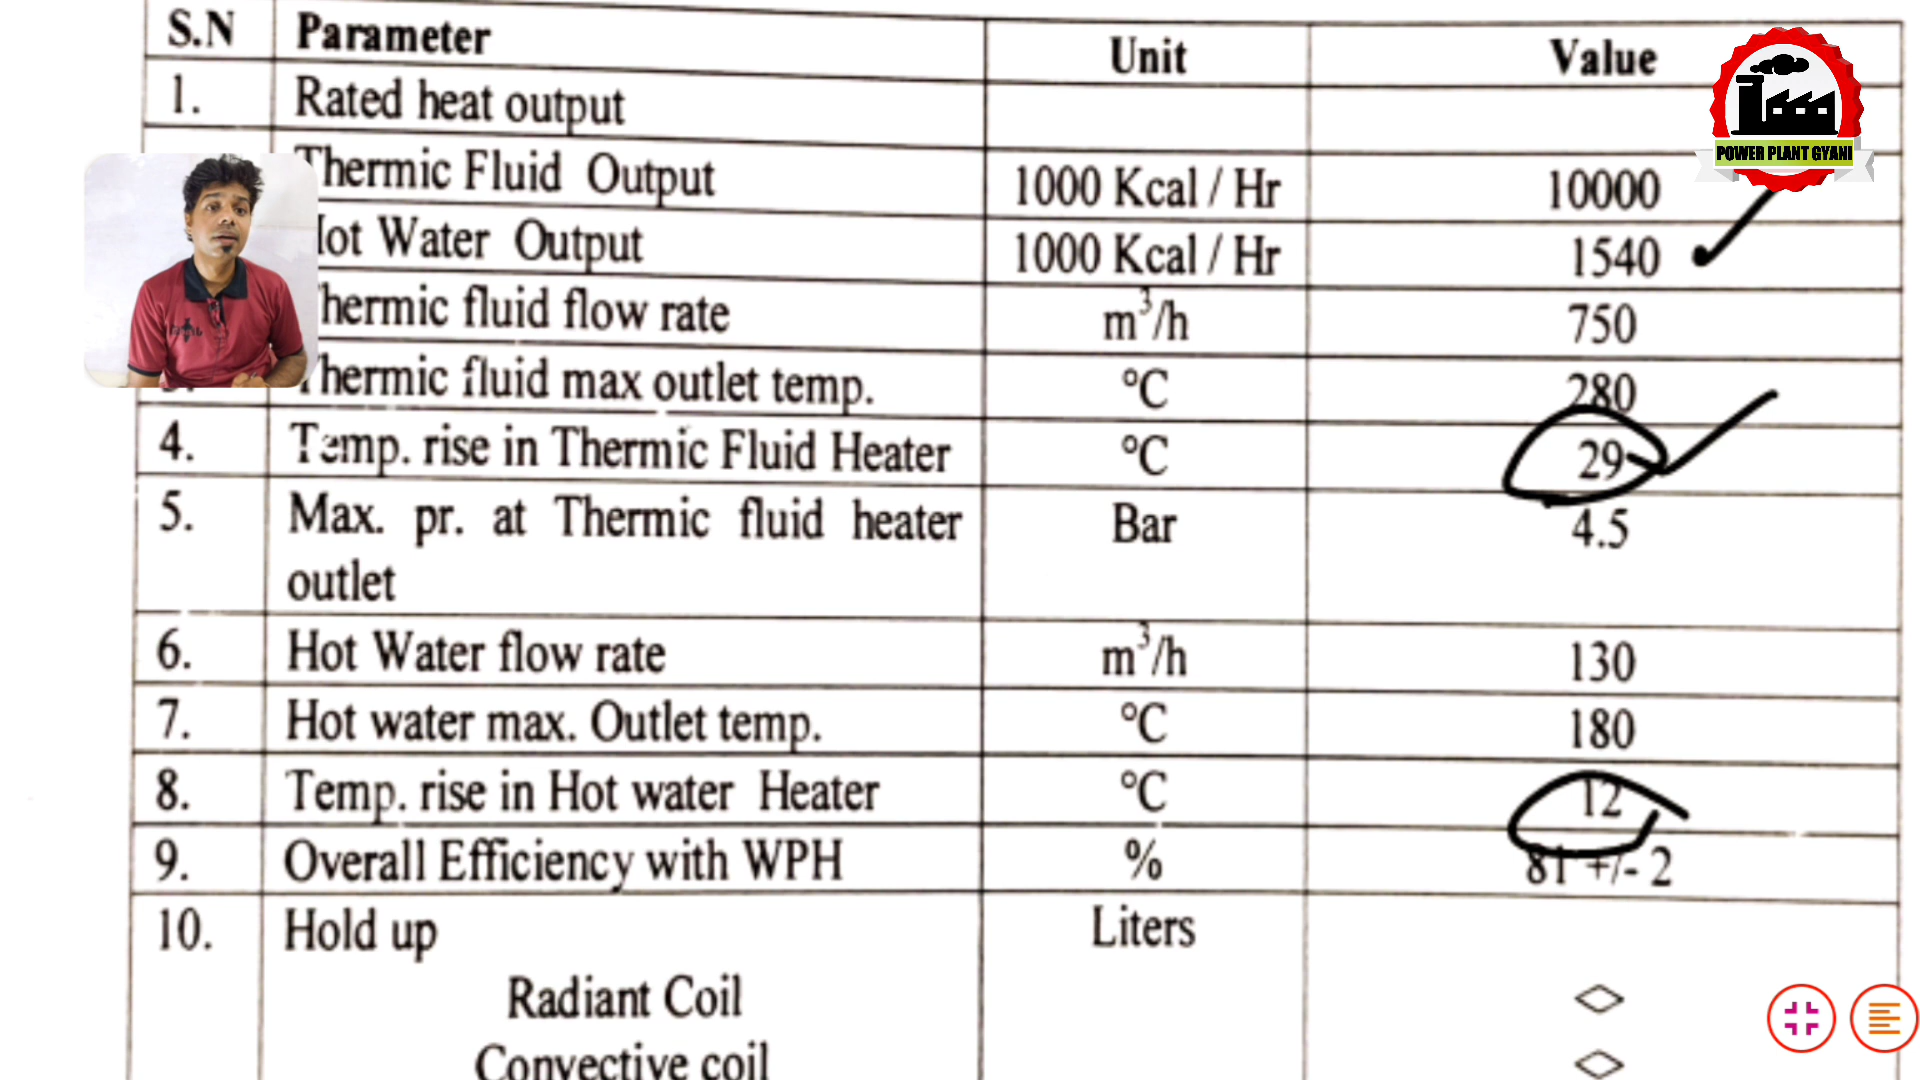 S.N Parameter Unit Value
1. Rated heat output
Thermic Fluid Output 1000 Kcal / Hr 10000
Hot Water Output 1000 Kcal / Hr 1540
Thermic fluid flow rate m³/h 750
Thermic fluid max outlet temp. °C 280
4. Temp. rise in Thermic Fluid Heater °C 29
5. Max. pr. at Thermic fluid heater Bar 4.5
outlet
6. Hot Water flow rate m³/h 130
7. Hot water max. Outlet temp. °C 180
8. Temp. rise in Hot water Heater °C 12
9. Overall Efficiency with WPH % 81 +/- 2
10. Hold up Liters
Radiant Coil
Convective coil
POWER PLANT GYANI